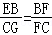 EB/CG = BF/FC